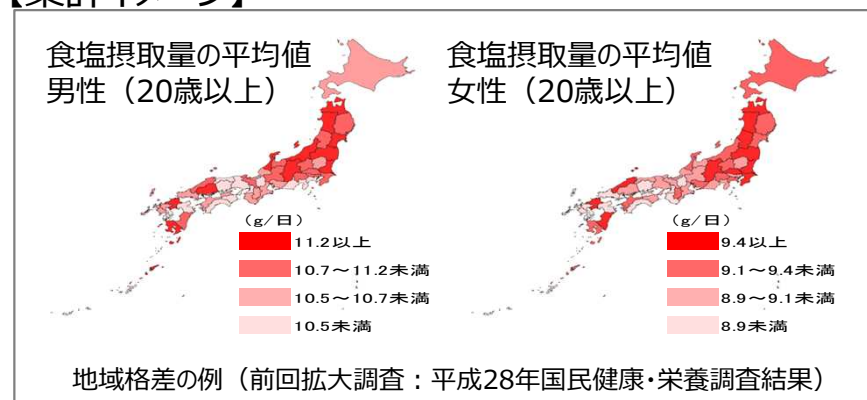 【集計イメージ】
食塩摂取量の平均値
男性（20歳以上）
（g/日）
11.2以上
10.7～11.2未満
10.5～10.7未満
10.5未満
食塩摂取量の平均値
女性（20歳以上）
（g/日）
9.4以上
9.1～9.4未満
8.9～9.1未満
8.9未満
地域格差の例（前回拡大調査：平成28年国民健康・栄養調査結果）